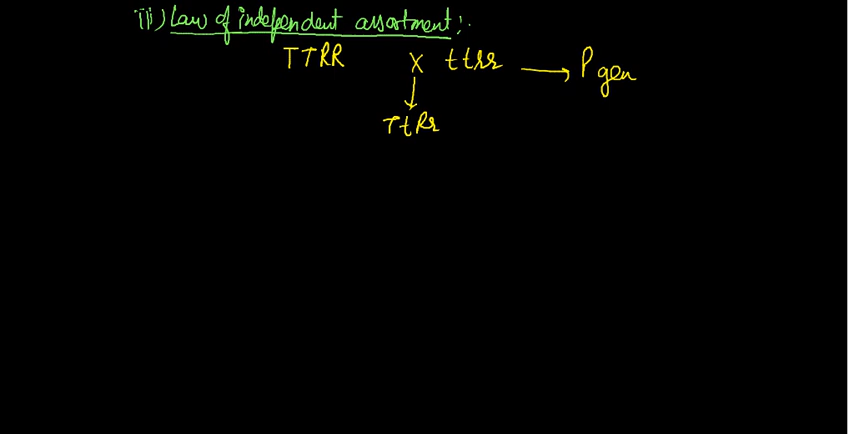 iii) Law of independent assortment :-
TTRR X ttrr → P gen
↓
TtRr